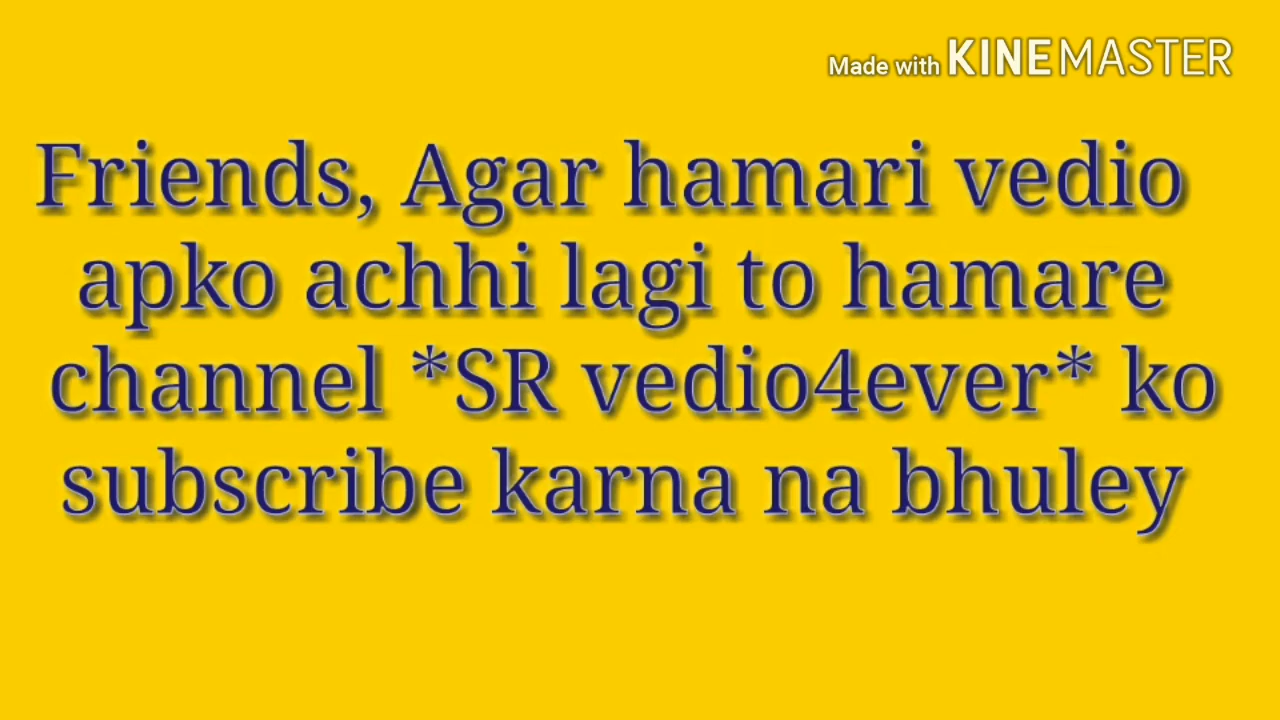 Made with KINEMASTER
Friends, Agar hamari vedio
apko achhi lagi to hamare
channel *SR vedio4ever* ko
subscribe karna na bhuley